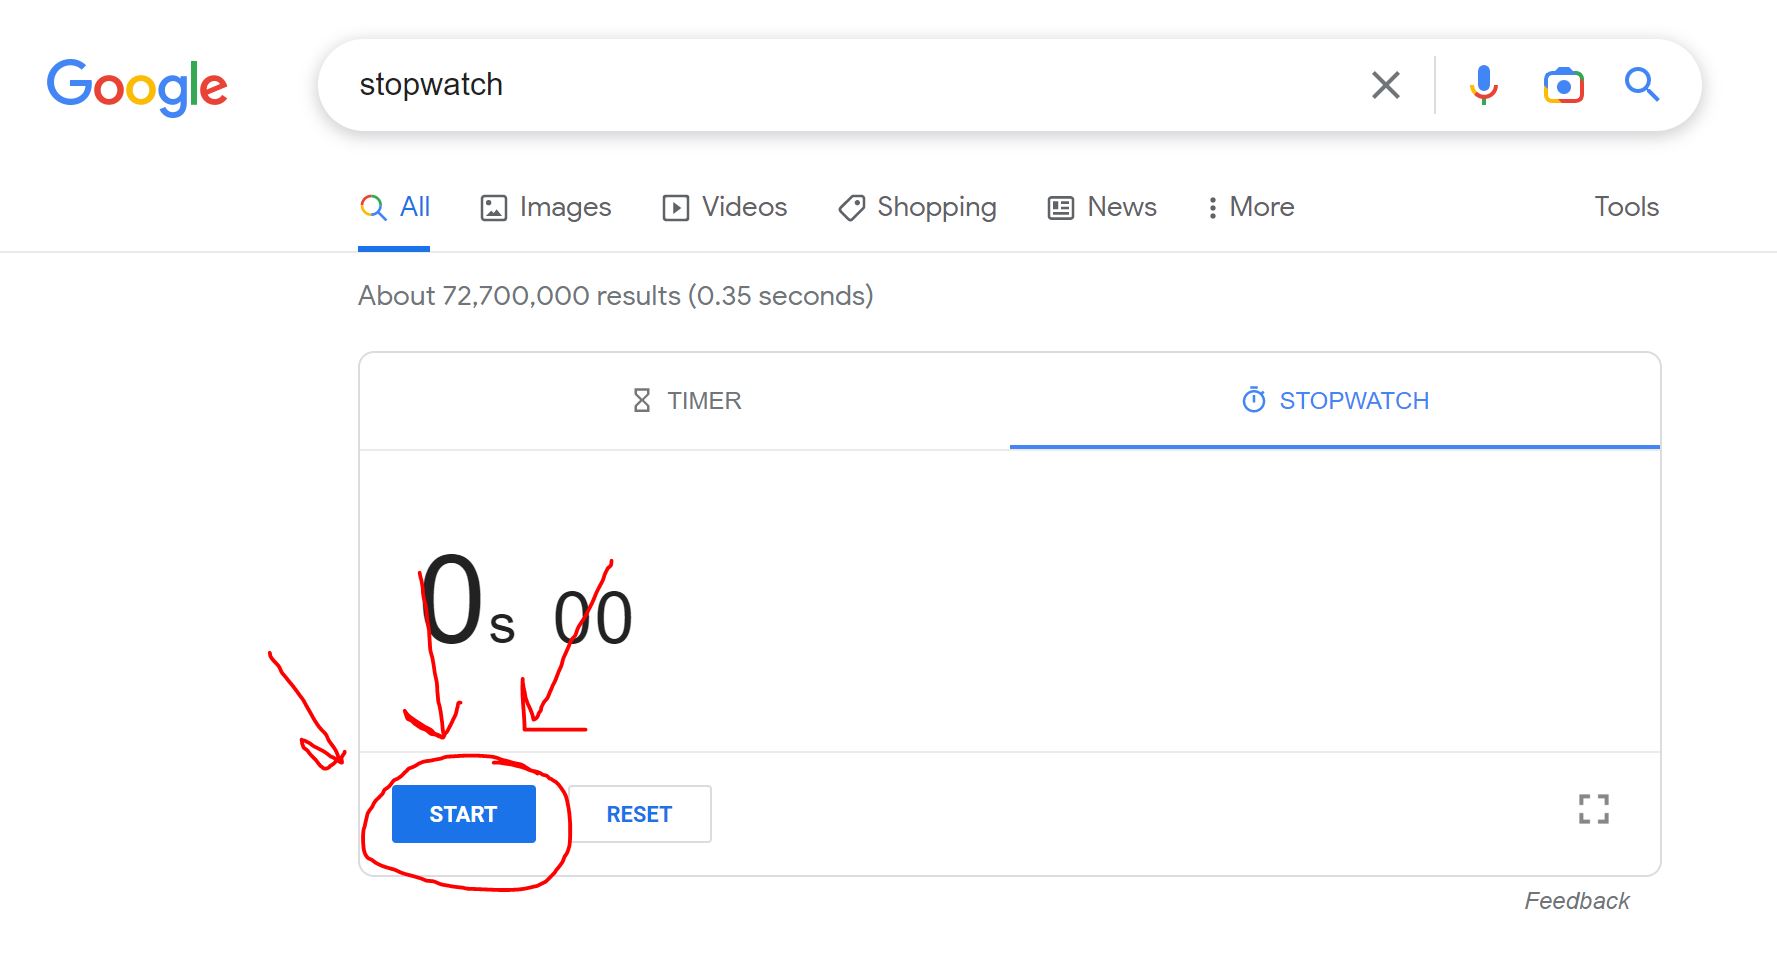 Google
stopwatch
All Images Videos Shopping News More Tools
About 72,700,000 results (0.35 seconds)
TIMER STOPWATCH
0s 00
START RESET
Feedback